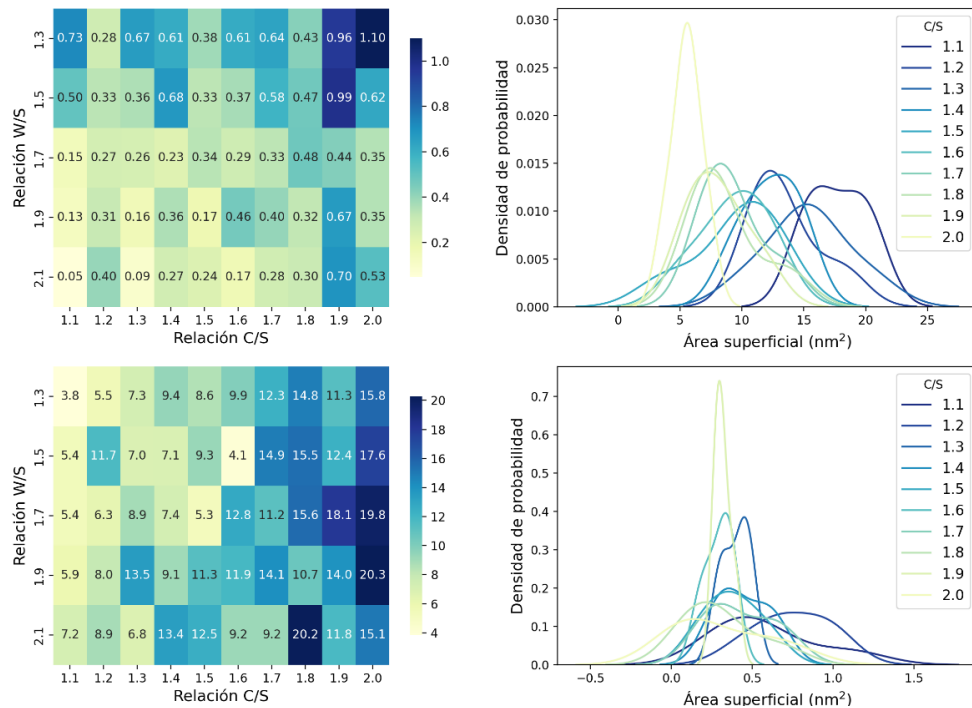 1.3 0.73 0.28 0.67 0.61 0.38 0.61 0.64 0.43 0.96 1.10
1.5 0.50 0.33 0.36 0.68 0.33 0.37 0.58 0.47 0.99 0.62
1.7 0.15 0.27 0.26 0.23 0.34 0.29 0.33 0.48 0.44 0.35
1.9 0.13 0.31 0.16 0.36 0.17 0.46 0.40 0.32 0.67 0.35
2.1 0.05 0.40 0.09 0.27 0.24 0.17 0.28 0.30 0.70 0.53
Relación W/S
1.1 1.2 1.3 1.4 1.5 1.6 1.7 1.8 1.9 2.0
Relación C/S
1.0
0.8
0.6
0.4
0.2
Densidad de probabilidad
0.030
0.025
0.020
0.015
0.010
0.005
0.000
0 5 10 15 20 25
Área superficial (nm²)
C/S
1.1
1.2
1.3
1.4
1.5
1.6
1.7
1.8
1.9
2.0
1.3 3.8 5.5 7.3 9.4 8.6 9.9 12.3 14.8 11.3 15.8
1.5 5.4 11.7 7.0 7.1 9.3 4.1 14.9 15.5 12.4 17.6
1.7 5.4 6.3 8.9 7.4 5.3 12.8 11.2 15.6 18.1 19.8
1.9 5.9 8.0 13.5 9.1 11.3 11.9 14.1 10.7 14.0 20.3
2.1 7.2 8.9 6.8 13.4 12.5 9.2 9.2 20.2 11.8 15.1
Relación W/S
1.1 1.2 1.3 1.4 1.5 1.6 1.7 1.8 1.9 2.0
Relación C/S
20
18
16
14
12
10
8
6
4
Densidad de probabilidad
0.7
0.6
0.5
0.4
0.3
0.2
0.1
0.0
−0.5 0.0 0.5 1.0 1.5
Área superficial (nm²)
C/S
1.1
1.2
1.3
1.4
1.5
1.6
1.7
1.8
1.9
2.0